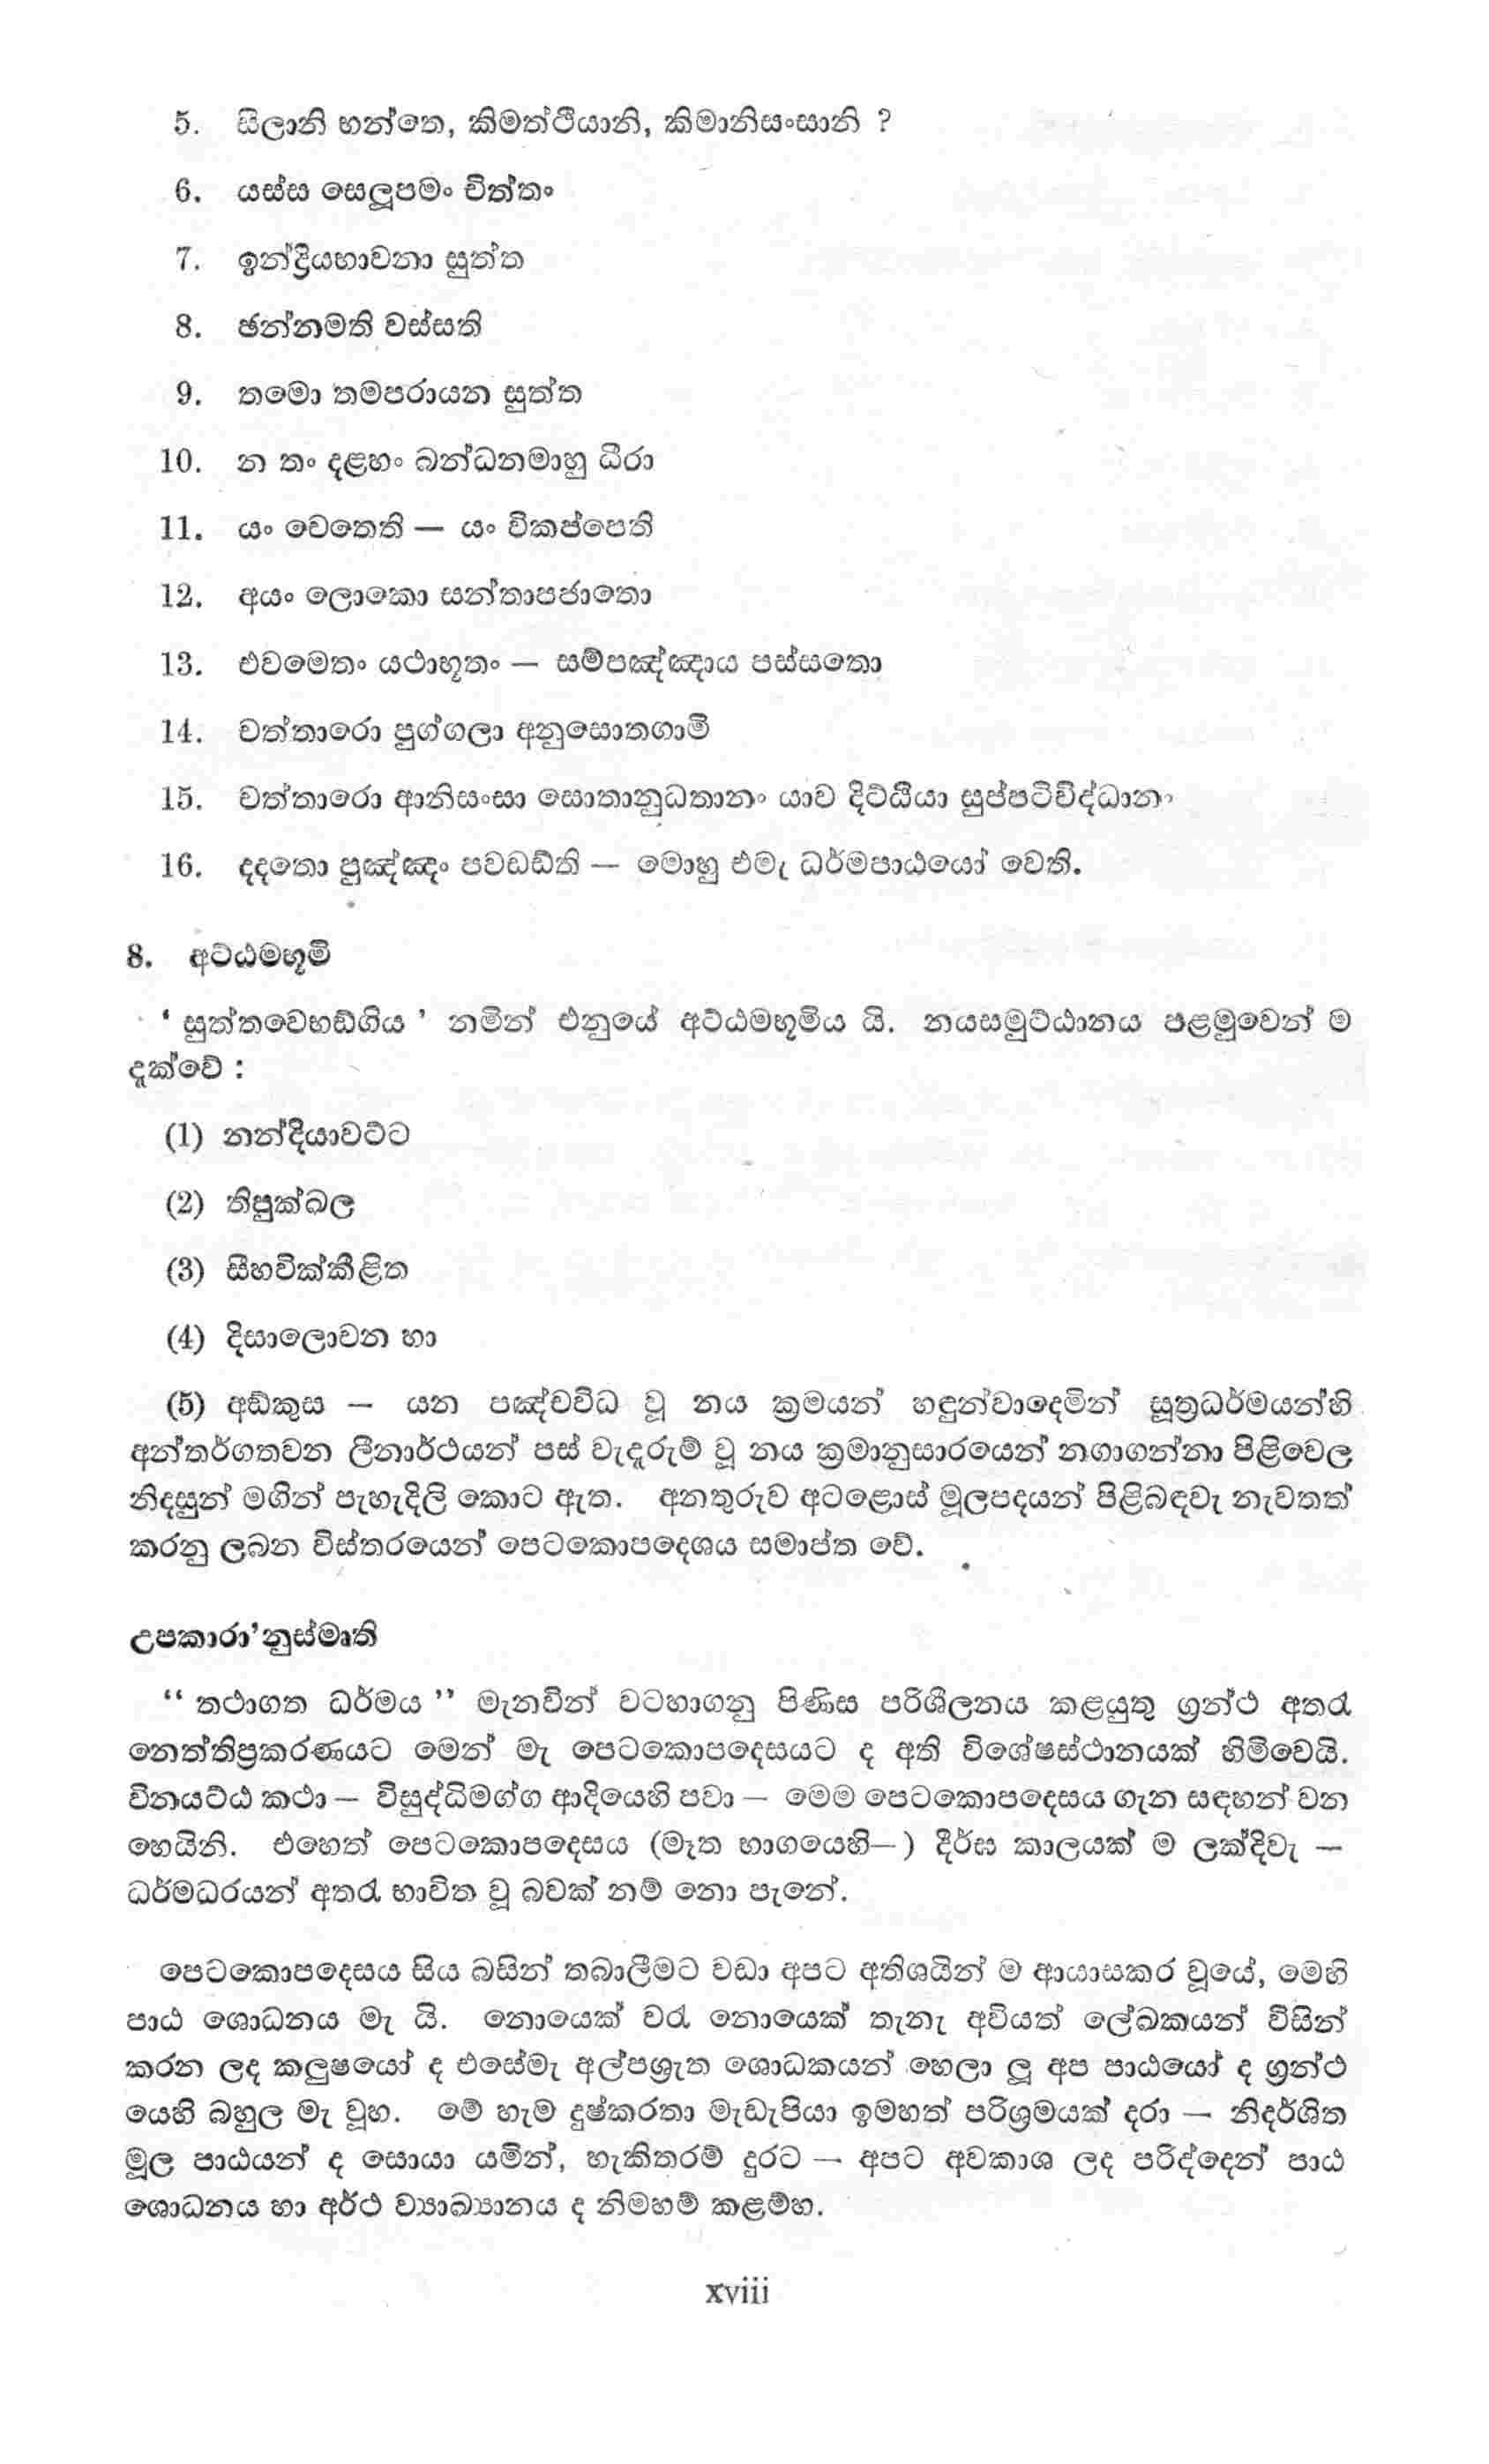 5. සීලානි භන්තෙ, කිමත්ථියානි, කිමානිසංසානි ?
6. යස්ස සෙලූපමං චිත්තං
7. ඉන්ද්‍රියභාවනා සුත්ත
8. ඡන්නමති වස්සති
9. තමො තමපරායන සුත්ත
10. න තං දළහං බන්ධනමාහු ධීරා
11. යං චෙතෙති — යං විකප්පෙති
12. අයං ලොකො සන්තාපජාතො
13. එවමෙතං යථාභූතං — සම්පඤ්ඤාය පස්සතො
14. චත්තාරො පුග්ගලා අනුසොතගාමි
15. චත්තාරො ආනිසංසා සොතානුධතානං යාව දිට්ඨියා සුප්පටිවිද්ධානං
16. දදතො පුඤ්ඤං පවඩඪති — මොහු එමැ ධර්මපාඨයෝ වෙති.
8. අට්ඨමභූමි
‘ සුත්තවෙභඞ්ගිය ’ නමින් එනුයේ අට්ඨමභූමිය යි. නයසමුට්ඨානය පළමුවෙන් ම
දැක්වේ :
(1) නන්දියාවට්ට
(2) තිපුක්ඛල
(3) සීහවික්කීළිත
(4) දිසාලොචන හා
(5) අඞ්කුස — යන පඤ්චවිධ වූ නය ක්‍රමයන් හඳුන්වාදෙමින් සූත්‍රධර්මයන්හි
අන්තර්ගතවන ලීනාර්ථයන් පස් වැදෑරුම් වූ නය ක්‍රමානුසාරයෙන් නගාගන්නා පිළිවෙල
නිදසුන් මගින් පැහැදිලි කොට ඇත. අනතුරුව අටළොස් මූලපදයන් පිළිබඳවැ නැවතත්
කරනු ලබන විස්තරයෙන් පෙටකොපදෙශය සමාප්ත වේ.
උපකාරා’නුස්මෘති
“ තථාගත ධර්මය ” මැනවින් වටහාගනු පිණිස පරිශීලනය කළයුතු ග්‍රන්ථ අතරැ
නෙත්තිප්‍රකරණයට මෙන් මැ පෙටකොපදෙසයට ද අති විශේෂස්ථානයක් හිමිවෙයි.
විනයට්ඨ කථා — විසුද්ධිමග්ග ආදියෙහි පවා — මෙම පෙටකොපදෙසය ගැන සඳහන් වන
හෙයිනි. එහෙත් පෙටකොපදෙසය (මෑත භාගයෙහි—) දීර්ඝ කාලයක් ම ලක්දිවැ —
ධර්මධරයන් අතරැ භාවිත වූ බවක් නම් නො පැනේ.
පෙටකොපදෙසය සිය බසින් තබාලීමට වඩා අපට අතිශයින් ම ආයාසකර වූයේ, මෙහි
පාඨ ශොධනය මැ යි. නොයෙක් වරැ නොයෙක් තැනැ අවියත් ලේඛකයන් විසින්
කරන ලද කලුෂයෝ ද එසේමැ අල්පශ්‍රැත ශොධකයන් හෙලා ලූ අප පාඨයෝ ද ග්‍රන්ථ
යෙහි බහුල මැ වූහ. මේ හැම දුෂ්කරතා මැඩැපියා ඉමහත් පරිශ්‍රමයක් දරා — නිදර්ශිත
මූල පාඨයන් ද සොයා යමින්, හැකිතරම් දුරට — අපට අවකාශ ලද පරිද්දෙන් පාඨ
ශොධනය හා අර්ථ ව්‍යාඛ්‍යානය ද නිමහම් කළම්හ.
xviii